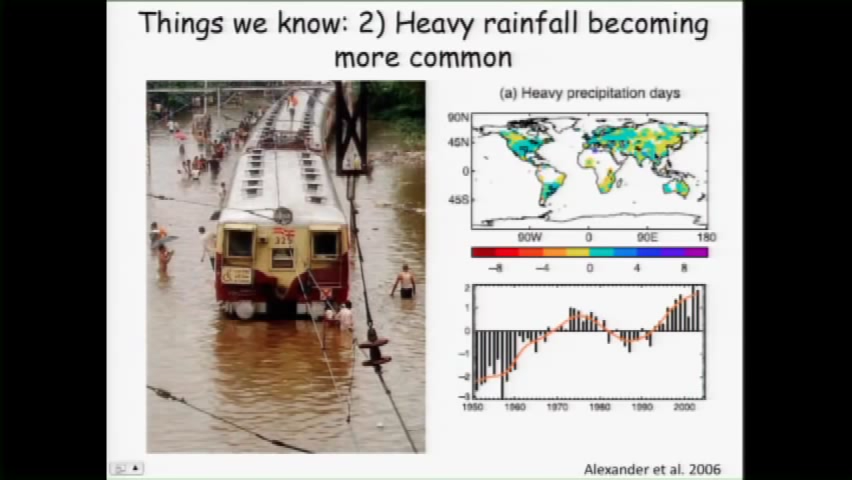 Things we know: 2) Heavy rainfall becoming
more common
(a) Heavy precipitation days
90N
45N
0
45S
90W 0 90E 180
-8 -4 0 4 8
2
1
0
-1
-2
-3
1950 1960 1970 1980 1990 2000
Alexander et al. 2006